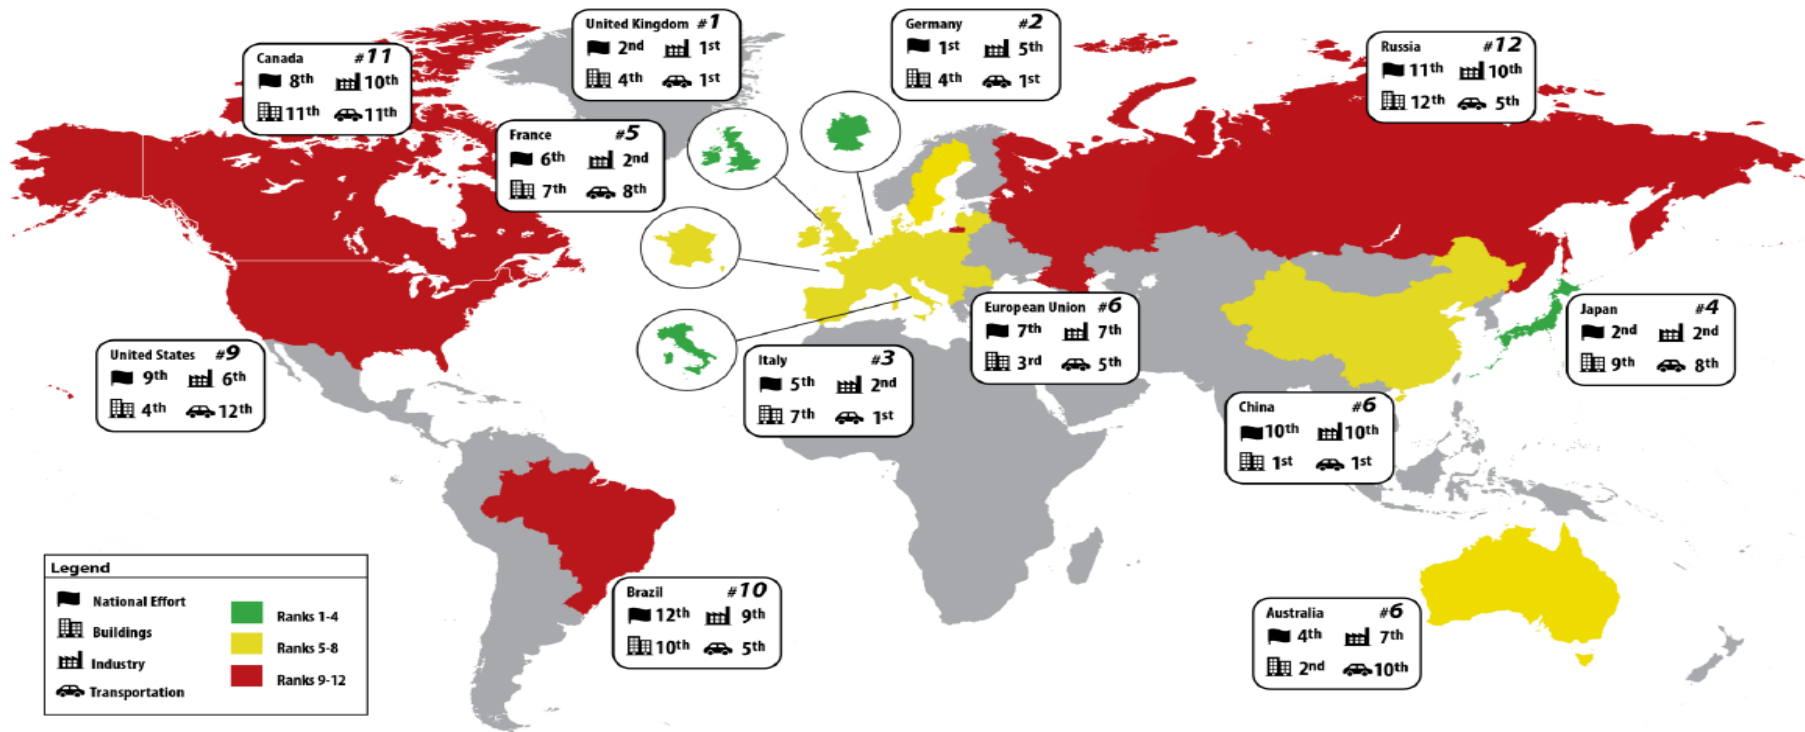 United Kingdom #1
2nd 1st
4th 1st
Germany #2
1st 5th
4th 1st
Canada #11
8th 10th
11th 11th
Russia #12
11th 10th
12th 5th
France #5
6th 2nd
7th 8th
European Union #6
7th 7th
3rd 5th
Japan #4
2nd 2nd
9th 8th
United States #9
9th 6th
4th 12th
Italy #3
5th 2nd
7th 1st
China #6
10th 10th
1st 1st
Brazil #10
12th 9th
10th 5th
Australia #6
4th 7th
2nd 10th
Legend
National Effort
Buildings
Industry
Transportation
Ranks 1-4
Ranks 5-8
Ranks 9-12